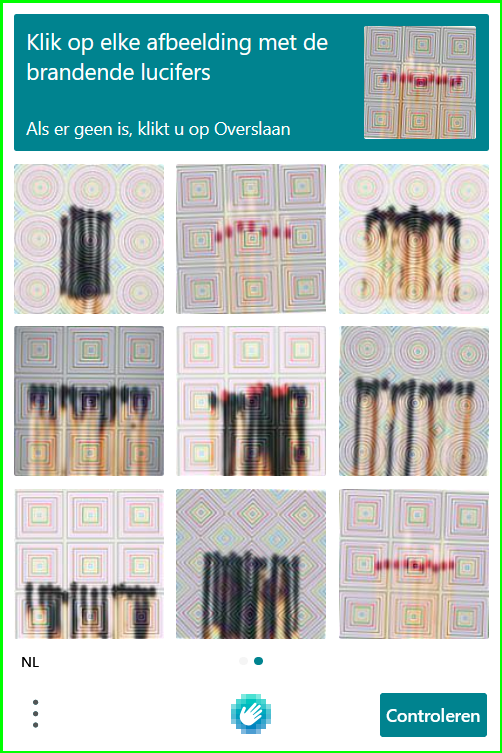 Klik op elke afbeelding met de
brandende lucifers
Als er geen is, klikt u op Overslaan
NL
Controleren